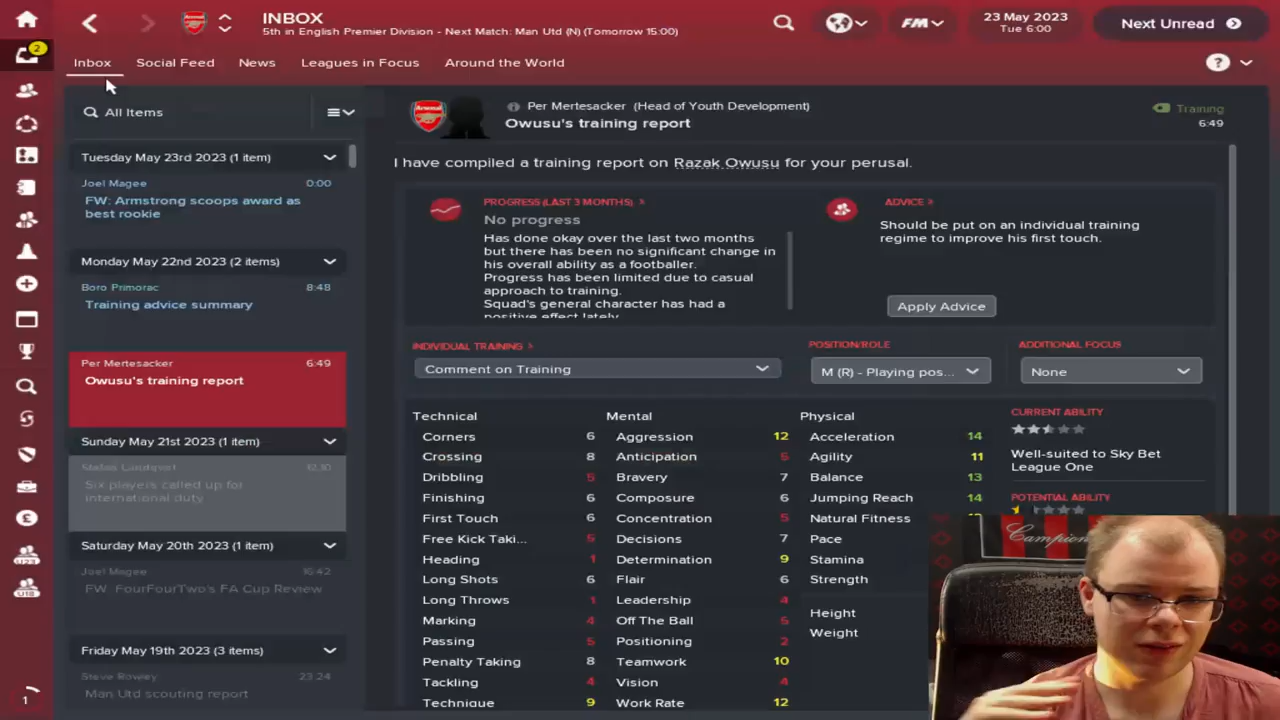 INBOX
5th in English Premier Division - Next Match: Man Utd (N) (Tomorrow 15:00)
FM
23 May 2023
Tue 6:00
Next Unread
2
Inbox
Social Feed
News
Leagues in Focus
Around the World
?
All Items
Tuesday May 23rd 2023 (1 item)
Joel Magee 0:00
FW: Armstrong scoops award as
best rookie
Monday May 22nd 2023 (2 items)
Boro Primorac 8:48
Training advice summary
Per Mertesacker 6:49
Owusu's training report
Sunday May 21st 2023 (1 item)
Six players called up for
international duty
Saturday May 20th 2023 (1 item)
Joel Magee 16:42
FW: FourFourTwo's FA Cup Review
Friday May 19th 2023 (3 items)
Steve Rowley 23:24
Man Utd scouting report
U23
U18
1
Arsenal
Per Mertesacker (Head of Youth Development)
Owusu's training report
Training
6:49
I have compiled a training report on Razak Owusu for your perusal.
PROGRESS (LAST 3 MONTHS) >
No progress
Has done okay over the last two months
but there has been no significant change in
his overall ability as a footballer.
Progress has been limited due to casual
approach to training.
Squad's general character has had a
positive effect lately.
ADVICE >
Should be put on an individual training
regime to improve his first touch.
Apply Advice
INDIVIDUAL TRAINING >
Comment on Training
POSITION/ROLE
M (R) - Playing pos...
ADDITIONAL FOCUS
None
Technical
Corners 6
Crossing 8
Dribbling 5
Finishing 6
First Touch 6
Free Kick Taki... 5
Heading 1
Long Shots 6
Long Throws 1
Marking 4
Passing 5
Penalty Taking 8
Tackling 4
Technique 9
Mental
Aggression 12
Anticipation 5
Bravery 7
Composure 6
Concentration 5
Decisions 7
Determination 9
Flair 6
Leadership 4
Off The Ball 5
Positioning 2
Teamwork 10
Vision 4
Work Rate 12
Physical
Acceleration 14
Agility 11
Balance 13
Jumping Reach 14
Natural Fitness
Pace
Stamina
Strength
Height
Weight
CURRENT ABILITY
Well-suited to Sky Bet
League One
POTENTIAL ABILITY